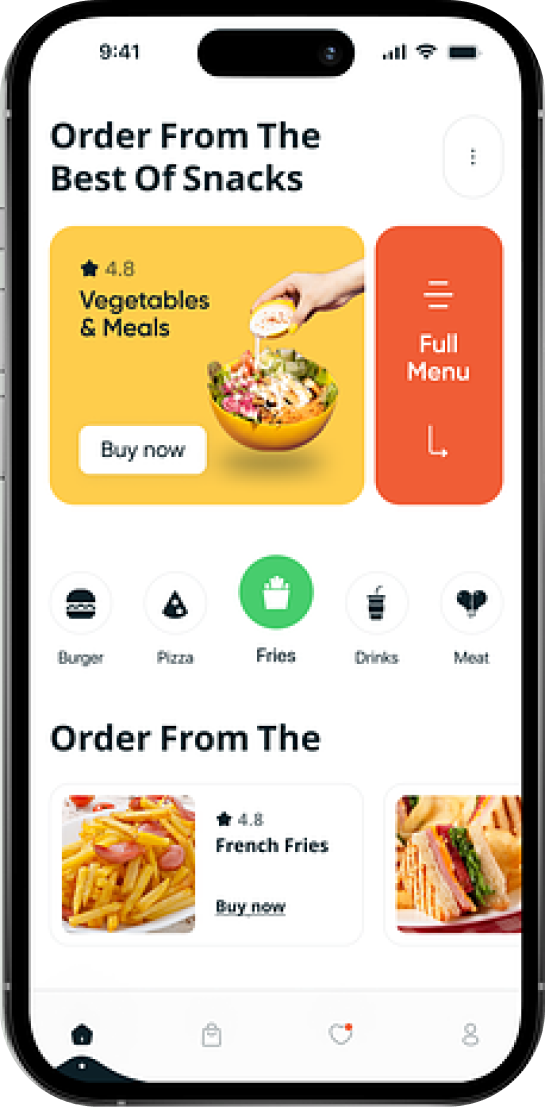 9:41
Order From The
Best Of Snacks
4.8
Vegetables
& Meals
Buy now
Full
Menu
Burger
Pizza
Fries
Drinks
Meat
Order From The
4.8
French Fries
Buy now